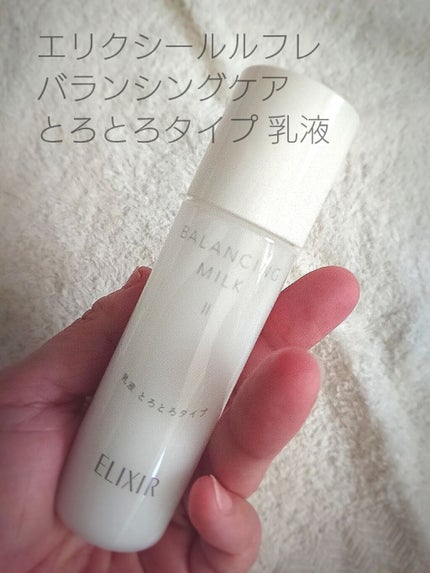 エリクシールルフレ
バランシングケア
とろとろタイプ 乳液
BALANCING
MILK
II
乳液 とろとろタイプ
ELIXIR